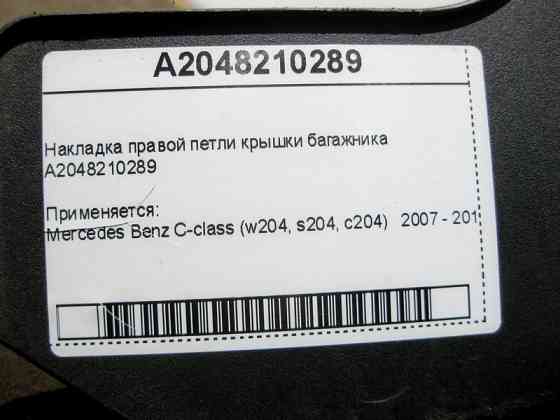 A2048210289
Накладка правой петли крышки багажника
A2048210289
Применяется:
Mercedes Benz C-class (w204, s204, c204) 2007 - 201